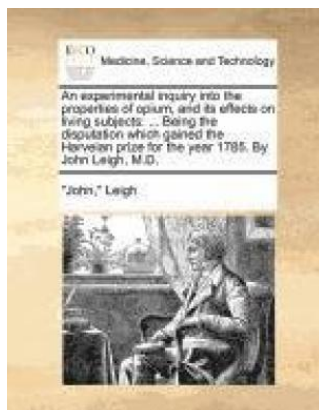 ECCO
Medicine, Science and Technology
An experimental inquiry into the
properties of opium, and its effects on
living subjects: ... Being the
disputation which gained the
Harveian prize for the year 1785. By
John Leigh, M.D.
"John," Leigh